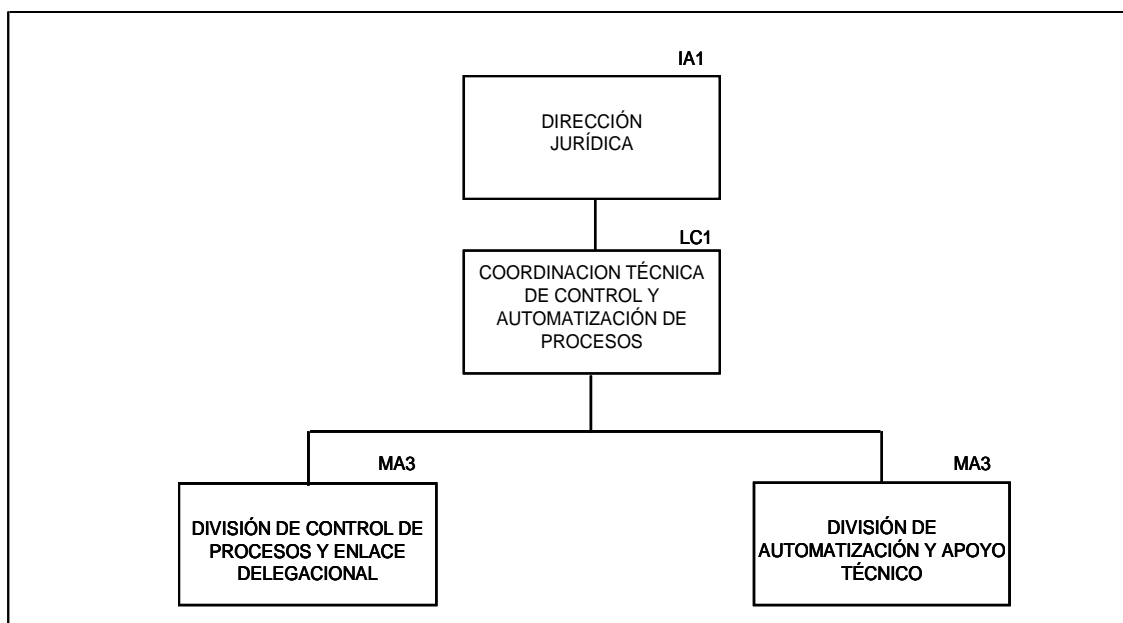 IA1
DIRECCIÓN
JURÍDICA
LC1
COORDINACION TÉCNICA
DE CONTROL Y
AUTOMATIZACIÓN DE
PROCESOS
MA3
DIVISIÓN DE CONTROL DE
PROCESOS Y ENLACE
DELEGACIONAL
MA3
DIVISIÓN DE
AUTOMATIZACIÓN Y APOYO
TÉCNICO